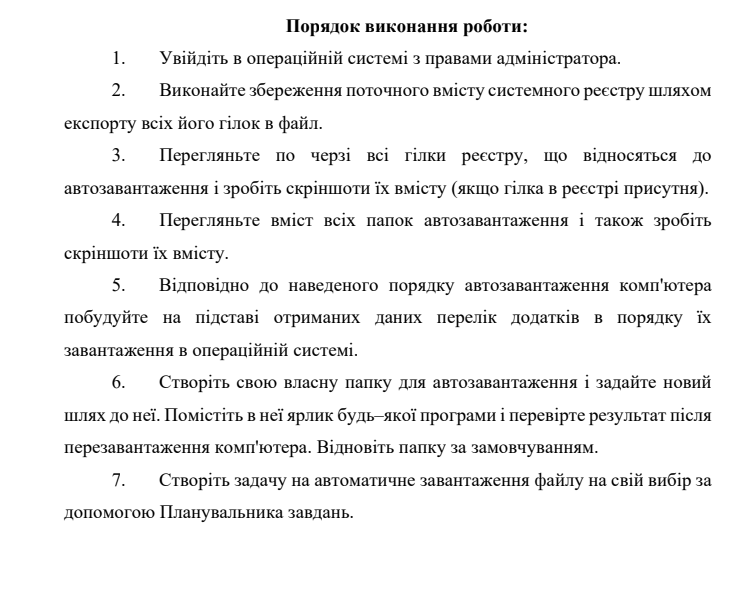 Порядок виконання роботи:
1. Увійдіть в операційній системі з правами адміністратора.
2. Виконайте збереження поточного вмісту системного реєстру шляхом
експорту всіх його гілок в файл.
3. Перегляньте по черзі всі гілки реєстру, що відносяться до
автозавантаження і зробіть скріншоти їх вмісту (якщо гілка в реєстрі присутня).
4. Перегляньте вміст всіх папок автозавантаження і також зробіть
скріншоти їх вмісту.
5. Відповідно до наведеного порядку автозавантаження комп'ютера
побудуйте на підставі отриманих даних перелік додатків в порядку їх
завантаження в операційній системі.
6. Створіть свою власну папку для автозавантаження і задайте новий
шлях до неї. Помістіть в неї ярлик будь–якої програми і перевірте результат після
перезавантаження комп'ютера. Відновіть папку за замовчуванням.
7. Створіть задачу на автоматичне завантаження файлу на свій вибір за
допомогою Планувальника завдань.